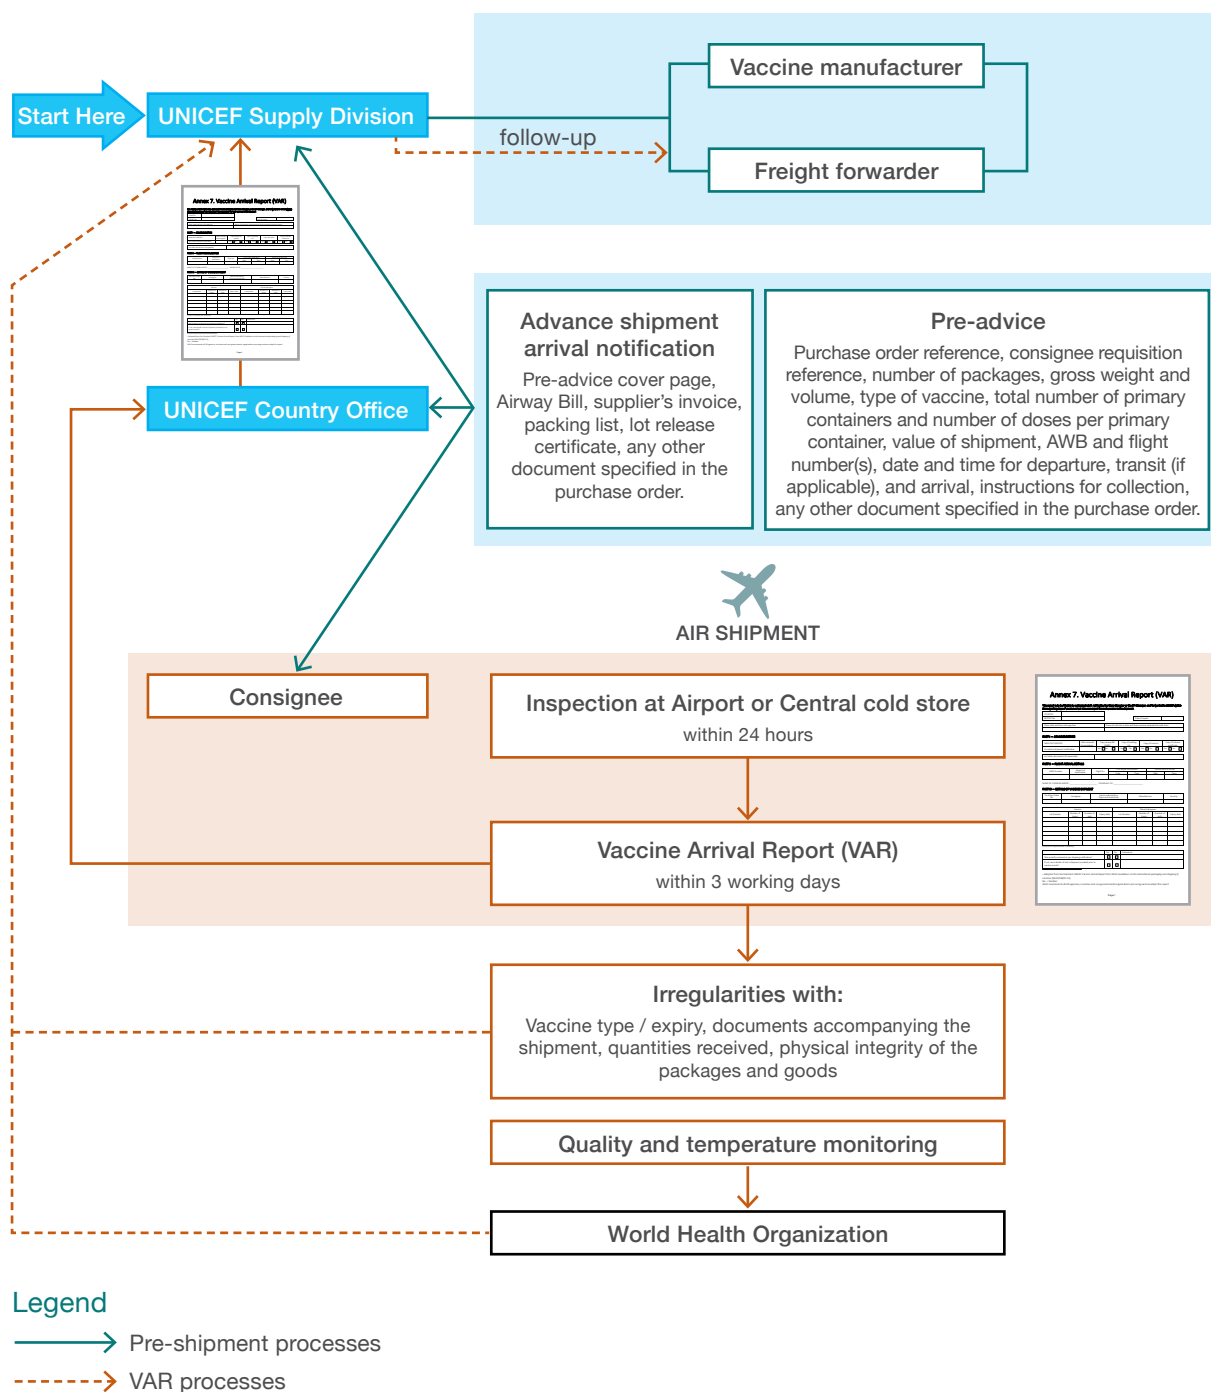 Start Here
UNICEF Supply Division
follow-up
Vaccine manufacturer
Freight forwarder
Annex 7. Vaccine Arrival Report (VAR)
UNICEF Country Office
Advance shipment
arrival notification
Pre-advice cover page,
Airway Bill, supplier's invoice,
packing list, lot release
certificate, any other
document specified in the
purchase order.
Pre-advice
Purchase order reference, consignee requisition
reference, number of packages, gross weight and
volume, type of vaccine, total number of primary
containers and number of doses per primary
container, value of shipment, AWB and flight
number(s), date and time for departure, transit (if
applicable), and arrival, instructions for collection,
any other document specified in the purchase order.
AIR SHIPMENT
Consignee
Inspection at Airport or Central cold store
within 24 hours
Annex 7. Vaccine Arrival Report (VAR)
Vaccine Arrival Report (VAR)
within 3 working days
Irregularities with:
Vaccine type / expiry, documents accompanying the
shipment, quantities received, physical integrity of the
packages and goods
Quality and temperature monitoring
World Health Organization
Legend
Pre-shipment processes
VAR processes